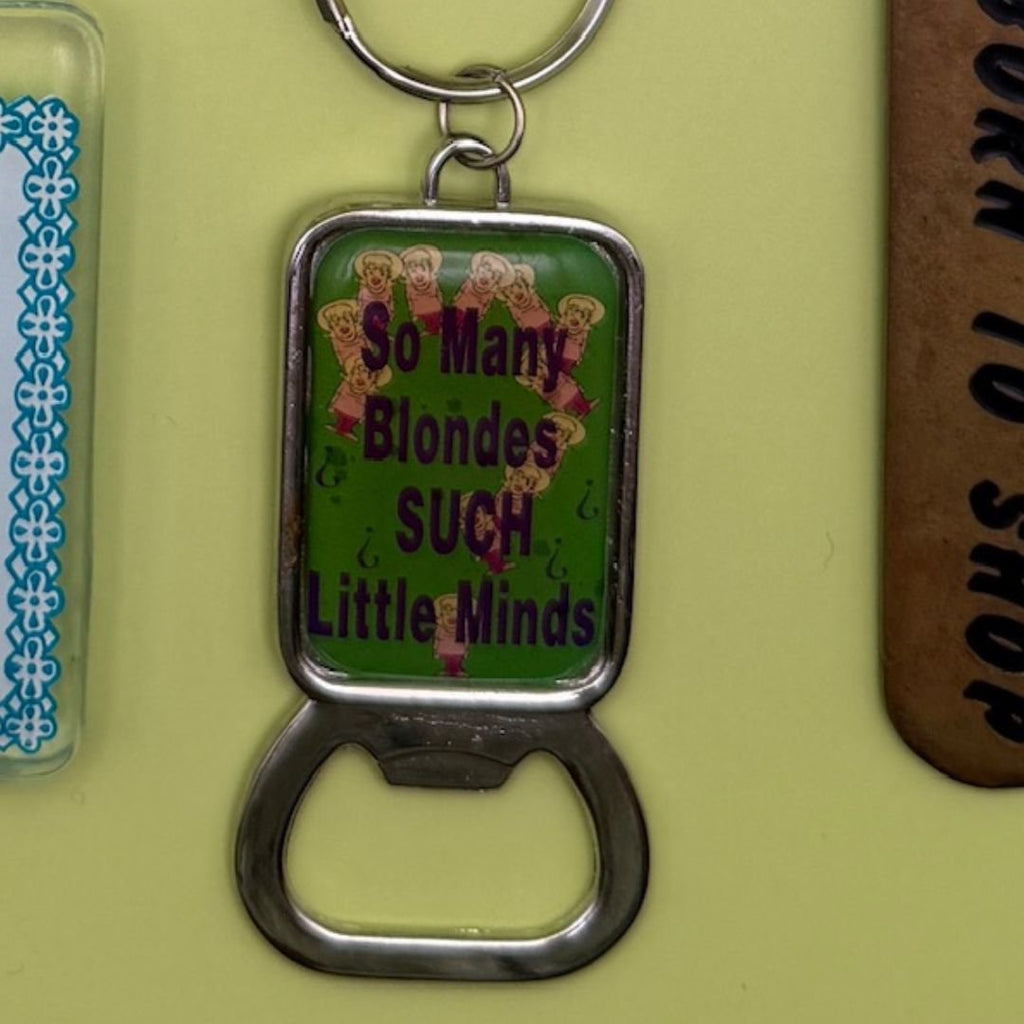 So Many
Blondes
SUCH
Little Minds
BORN TO SHOP